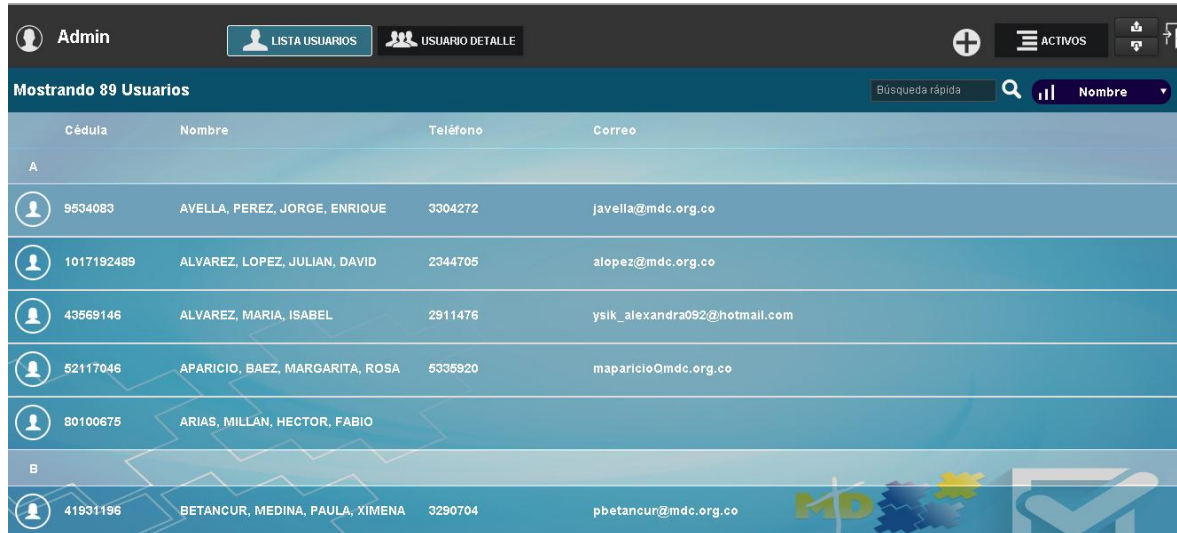 Admin LISTA USUARIOS USUARIO DETALLE ACTIVOS
Mostrando 89 Usuarios Búsqueda rápida Nombre
Cédula Nombre Teléfono Correo
A
9534083 AVELLA, PEREZ, JORGE, ENRIQUE 3304272 javella@mdc.org.co
1017192489 ALVAREZ, LOPEZ, JULIAN, DAVID 2344705 alopez@mdc.org.co
43569146 ALVAREZ, MARIA, ISABEL 2911476 ysik_alexandra092@hotmail.com
52117046 APARICIO, BAEZ, MARGARITA, ROSA 5335920 maparicioOmdc.org.co
80100675 ARIAS, MILLAN, HECTOR, FABIO
B
41931196 BETANCUR, MEDINA, PAULA, XIMENA 3290704 pbetancur@mdc.org.co
MD